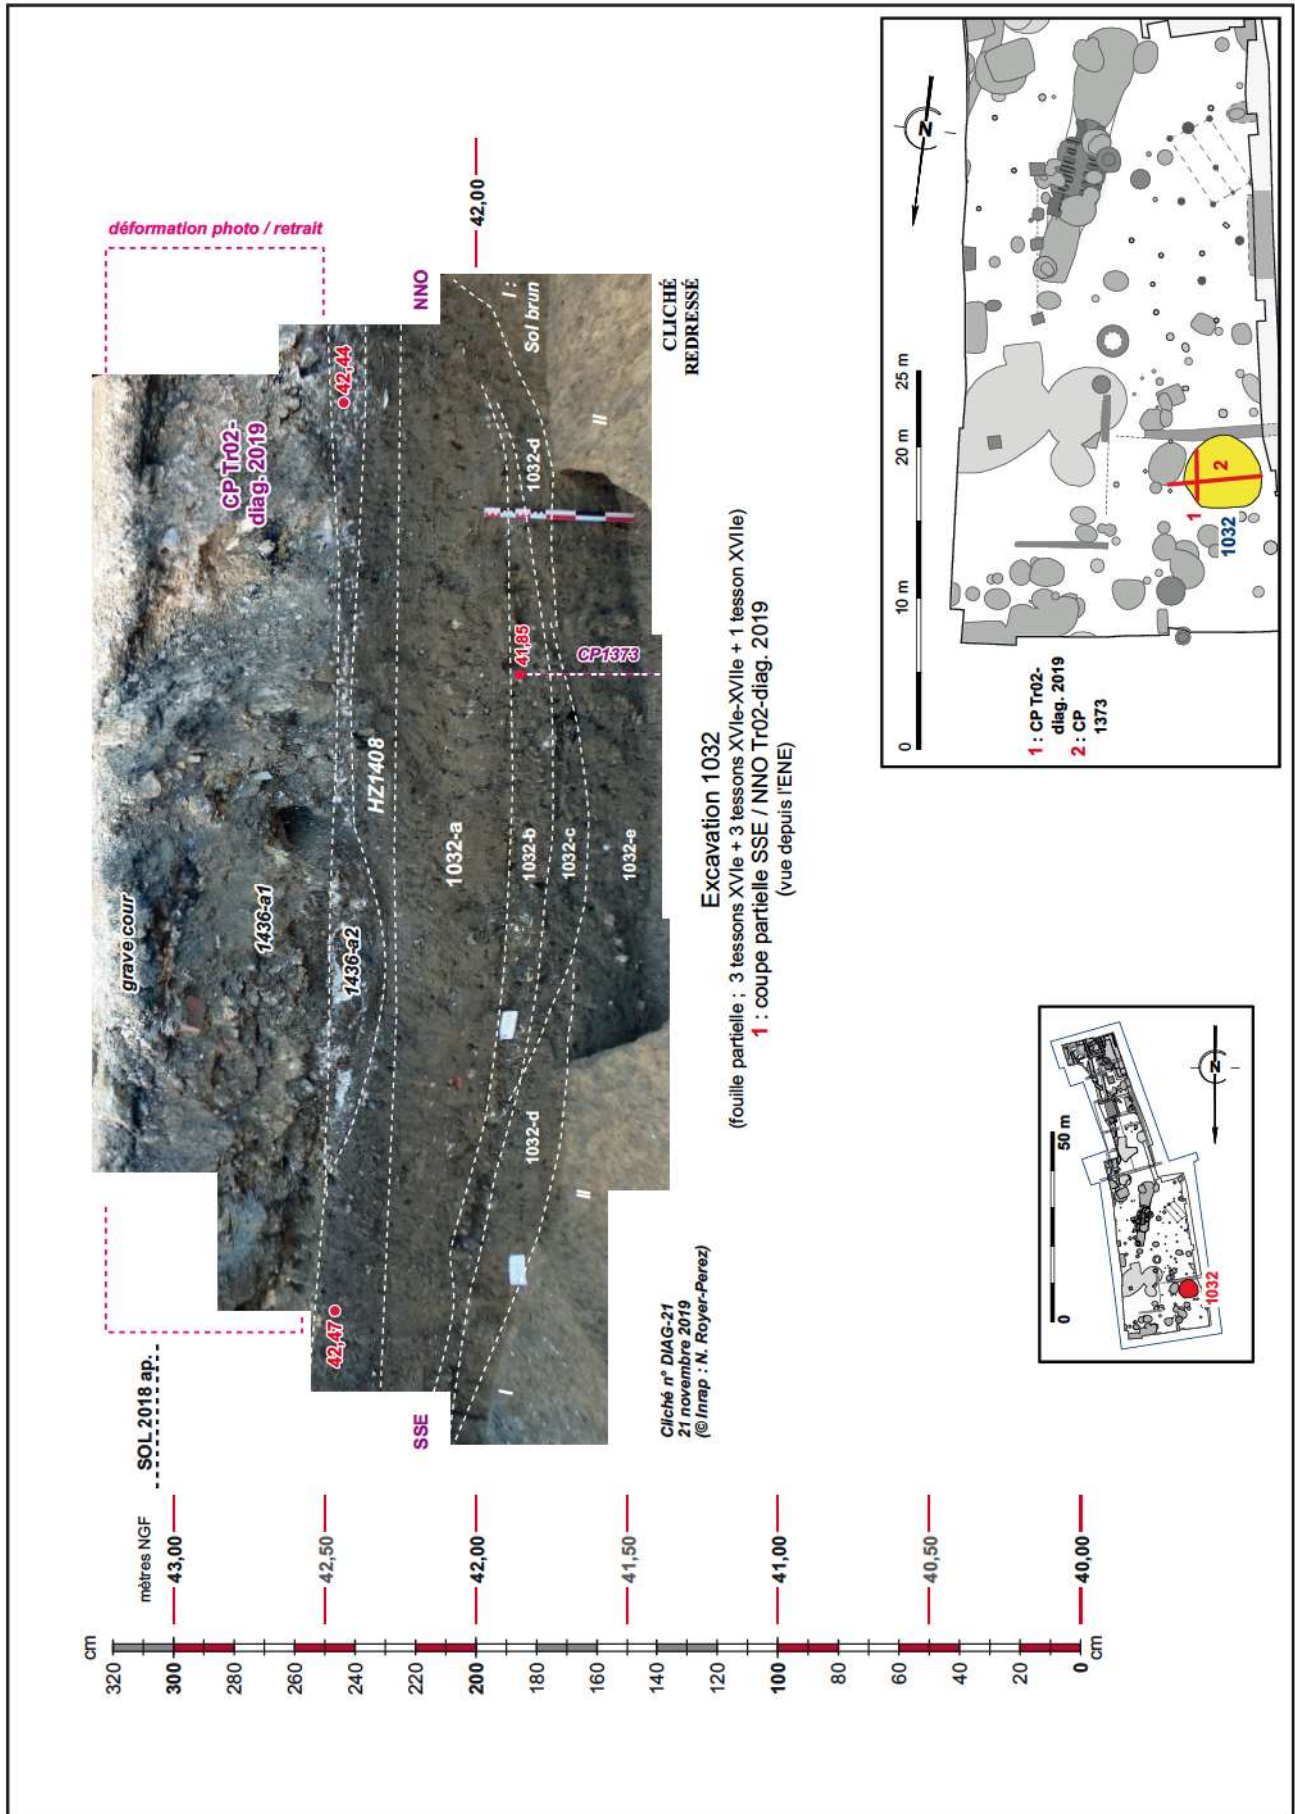 déformation photo / retrait
SOL 2018 ap.
grave cour
CP Tr02-
diag. 2019
1436-a1
1436-a2
42,44
42,47
HZ1408
NNO
SSE
42,00
1032-a
41,85
1032-b
1032-c
1032-d
1032-d
1032-e
CP1373
I :
Sol brun
I
II
II
CLICHÉ
REDRESSÉ
Cliché n° DIAG-21
21 novembre 2019
(© Inrap : N. Royer-Perez)
Excavation 1032
(fouille partielle ; 3 tessons XVIe + 3 tessons XVIe-XVIIe + 1 tesson XVIIe)
1 : coupe partielle SSE / NNO Tr02-diag. 2019
(vue depuis l'ENE)
mètres NGF
43,00
42,50
42,00
41,50
41,00
40,50
40,00
cm
320
300
280
260
240
220
200
180
160
140
120
100
80
60
40
20
0
cm
0
50 m
N
1032
0
10 m
20 m
25 m
N
1 : CP Tr02-
diag. 2019
2 : CP
1373
1
2
1032